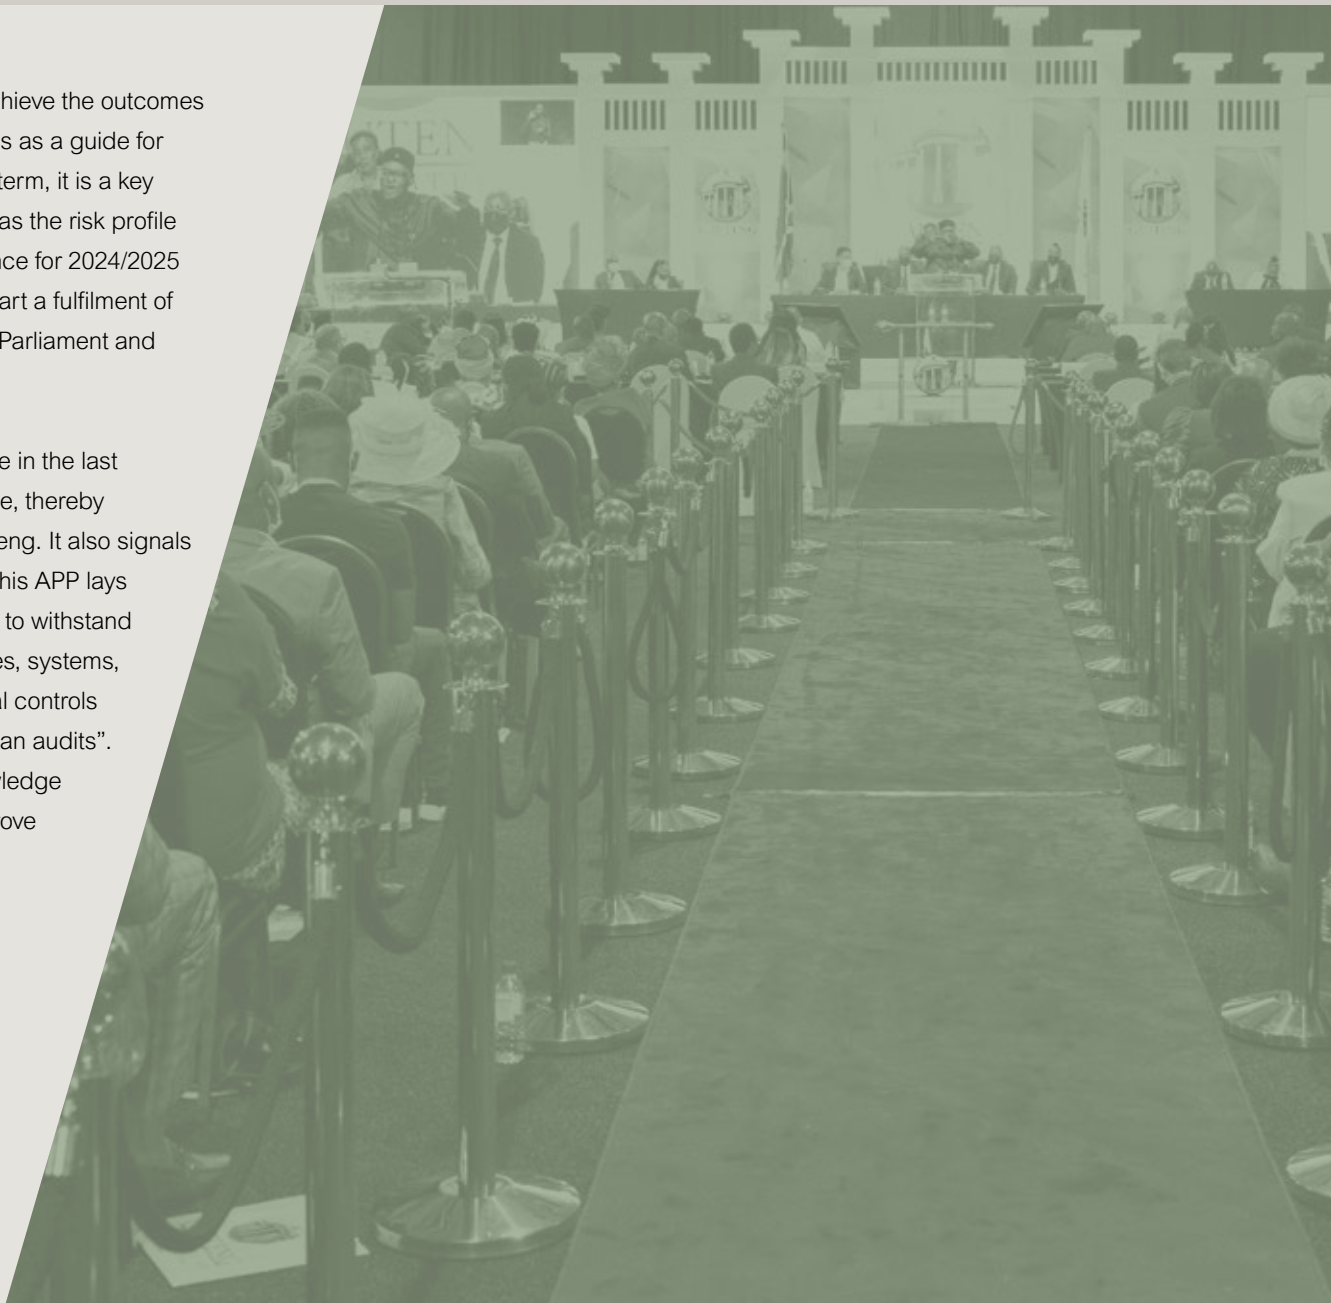 hieve the outcomes
s as a guide for
term, it is a key
as the risk profile
ce for 2024/2025
art a fulfilment of
Parliament and
e in the last
e, thereby
eng. It also signals
his APP lays
to withstand
es, systems,
l controls
an audits”.
ledge
ove
TEN